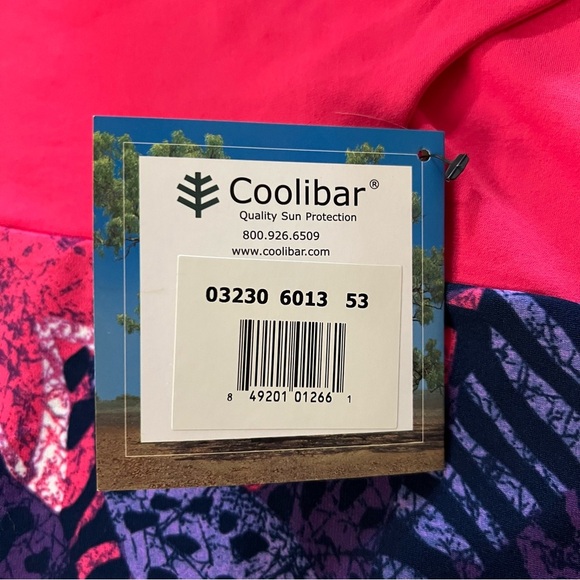 Coolibar®
Quality Sun Protection
800.926.6509
www.coolibar.com
03230 6013 53
8 49201 01266 1